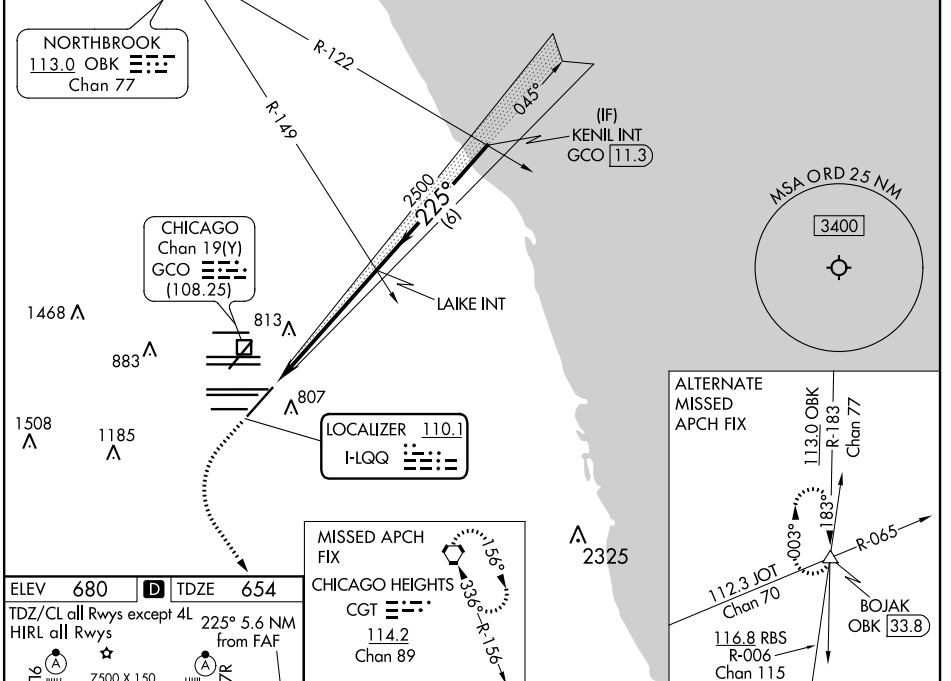 NORTHBROOK
113.0 OBK
Chan 77
R-122
R-149
045°
(IF)
KENIL INT
GCO 11.3
2500
225°
(6)
MSA ORD 25 NM
3400
CHICAGO
Chan 19(Y)
GCO
(108.25)
LAIKE INT
1468
813
883
807
1508
1185
LOCALIZER 110.1
I-LQQ
ALTERNATE
MISSED
APCH FIX
113.0 OBK
R-183
Chan 77
003°
183°
R-065
112.3 JOT
Chan 70
BOJAK
OBK 33.8
116.8 RBS
R-006
Chan 115
2325
MISSED APCH
FIX
CHICAGO HEIGHTS
CGT
114.2
Chan 89
156°
336°
R-156
ELEV 680 D TDZE 654
TDZ/CL all Rwys except 4L
HIRL all Rwys
225° 5.6 NM
from FAF
A
A
7500 X 150